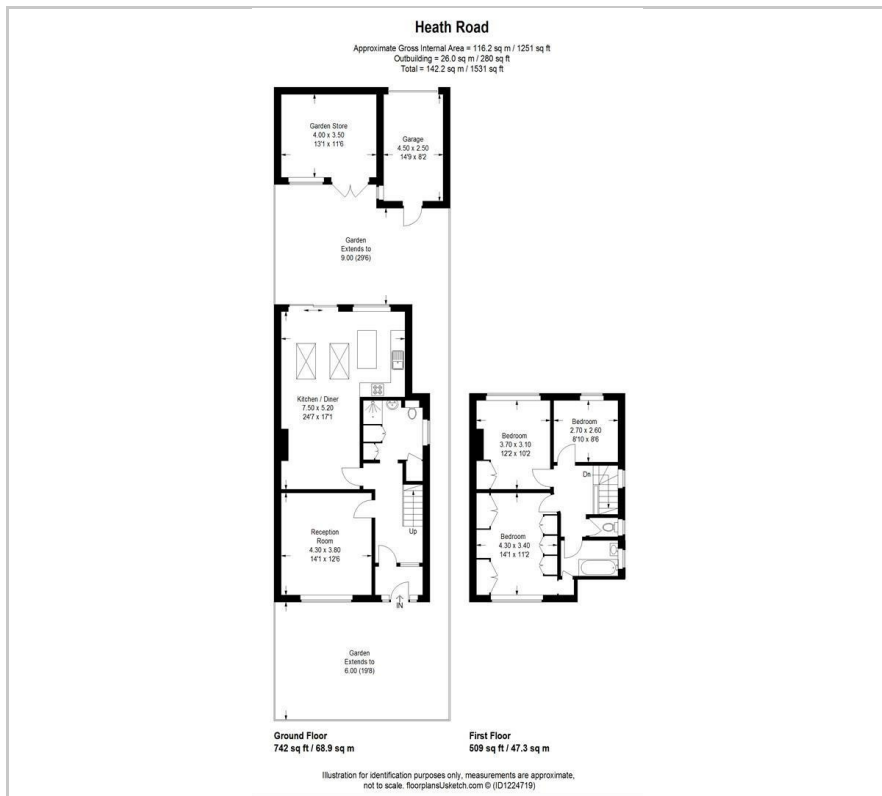 Heath Road
Approximate Gross Internal Area = 116.2 sq m / 1251 sq ft
Outbuilding = 26.0 sq m / 280 sq ft
Total = 142.2 sq m / 1531 sq ft
Garden Store
4.00 x 3.50
13'1 x 11'6
Garage
4.50 x 2.50
14'9 x 8'2
Garden
Extends to
9.00 (29'6)
Kitchen / Diner
7.50 x 5.20
24'7 x 17'1
Bedroom
3.70 x 3.10
12'2 x 10'2
Bedroom
2.70 x 2.60
8'10 x 8'6
Dn
Reception
Room
4.30 x 3.80
14'1 x 12'6
Up
Bedroom
4.30 x 3.40
14'1 x 11'2
IN
Garden
Extends to
6.00 (19'8)
Ground Floor
742 sq ft / 68.9 sq m
First Floor
509 sq ft / 47.3 sq m
Illustration for identification purposes only, measurements are approximate,
not to scale. floorplansUsketch.com © (ID1224719)